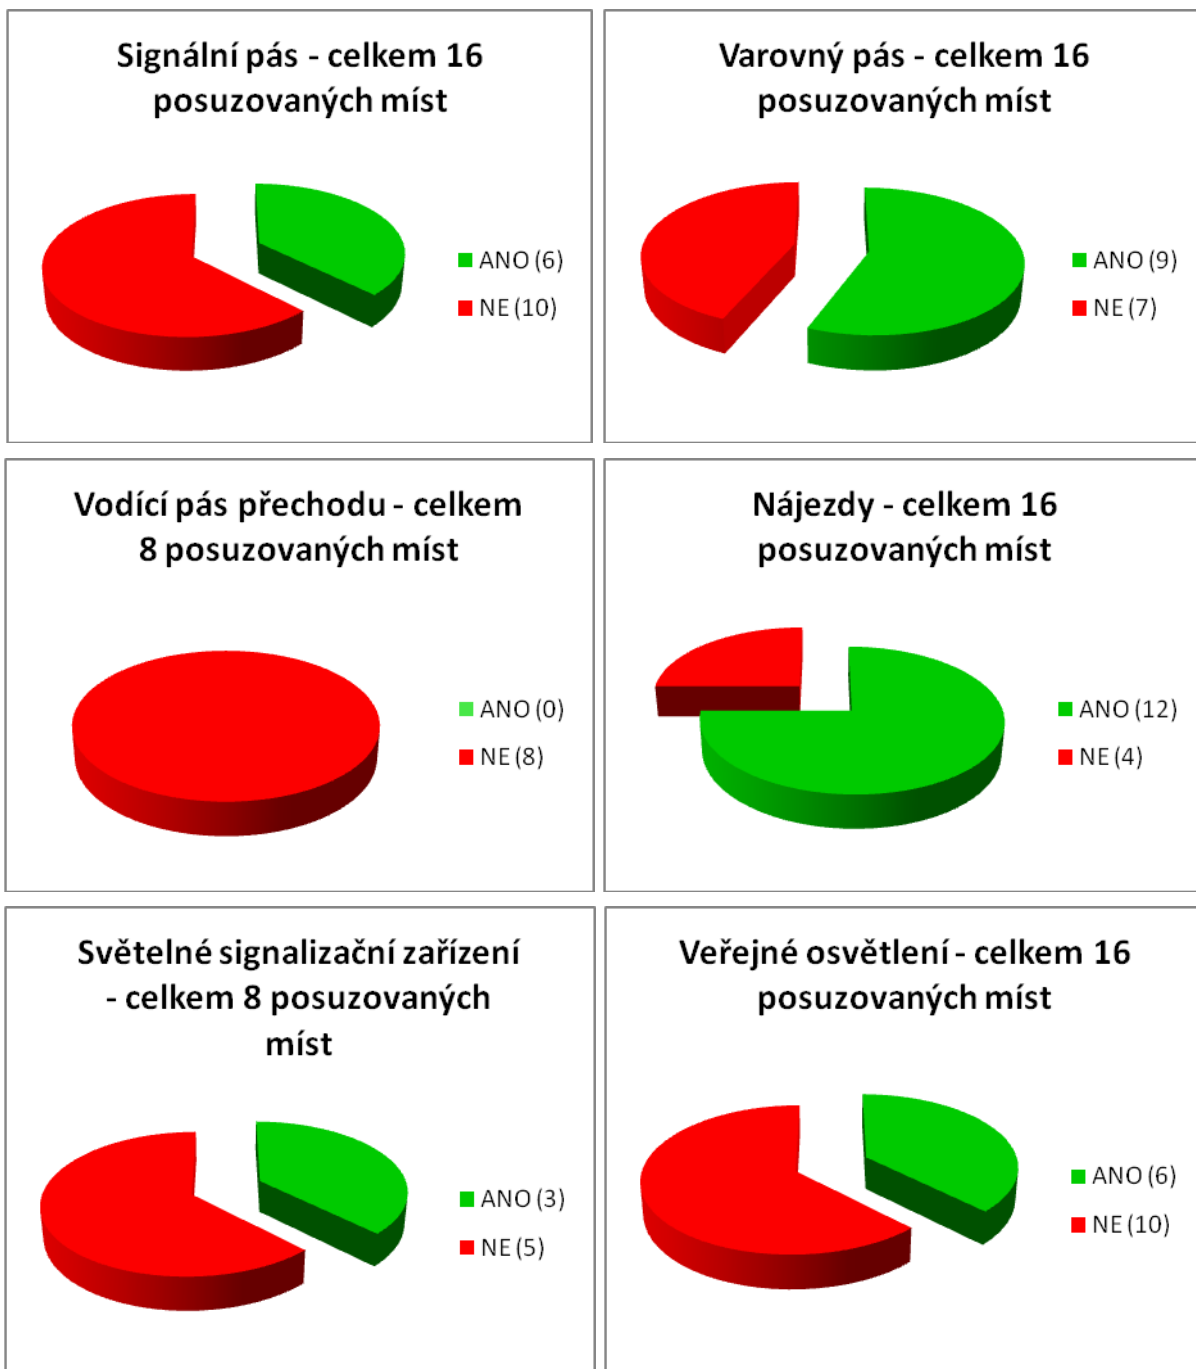 Signální pás - celkem 16
posuzovaných míst
ANO (6)
NE (10)
Varovný pás - celkem 16
posuzovaných míst
ANO (9)
NE (7)
Vodící pás přechodu - celkem
8 posuzovaných míst
ANO (0)
NE (8)
Nájezdy - celkem 16
posuzovaných míst
ANO (12)
NE (4)
Světelné signalizační zařízení
- celkem 8 posuzovaných
míst
ANO (3)
NE (5)
Veřejné osvětlení - celkem 16
posuzovaných míst
ANO (6)
NE (10)